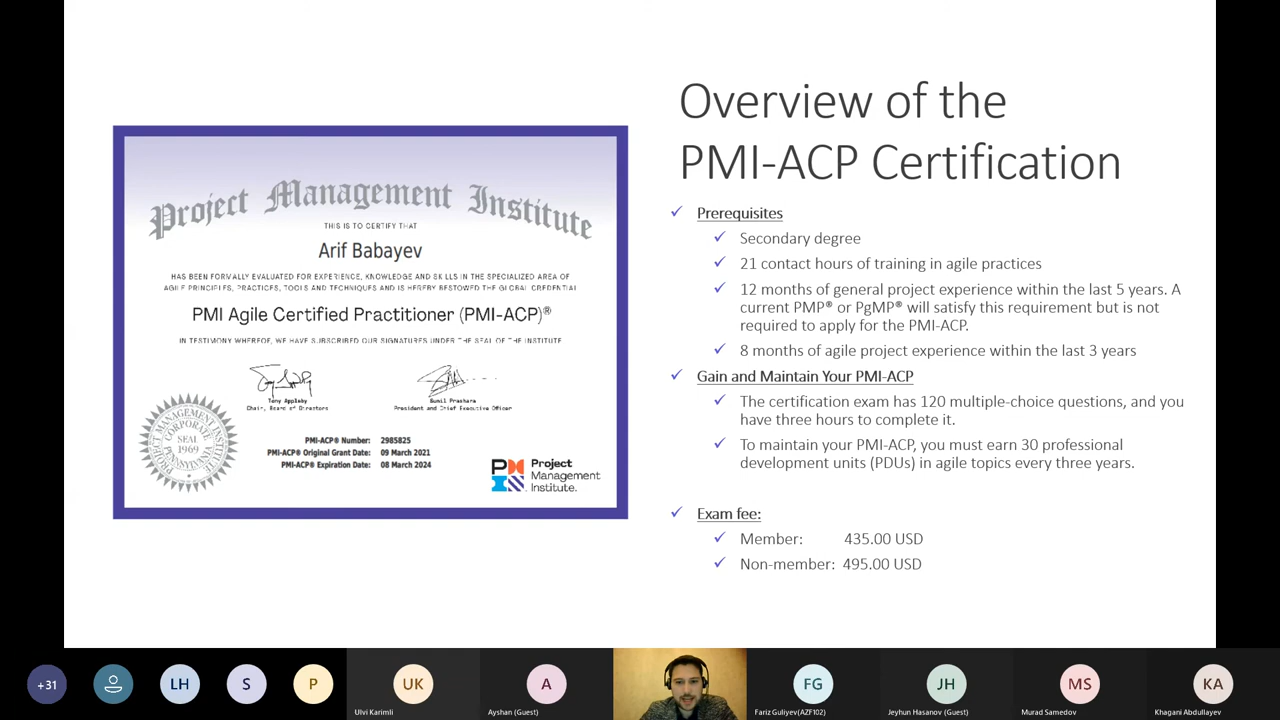 Overview of the
PMI-ACP Certification
Project Management Institute
THIS IS TO CERTIFY THAT
Arif Babayev
HAS BEEN FORMALLY EVALUATED FOR EXPERIENCE, KNOWLEDGE AND SKILLS IN THE SPECIALIZED AREA OF
AGILE PRINCIPLES, PRACTICES, TOOLS AND TECHNIQUES AND IS HEREBY BESTOWED THE GLOBAL CREDENTIAL
PMI Agile Certified Practitioner (PMI-ACP)®
IN TESTIMONY WHEREOF, WE HAVE SUBSCRIBED OUR SIGNATURES UNDER THE SEAL OF THE INSTITUTE
Tony Appleby
Chair, Board of Directors
Sunil Prashara
President and Chief Executive Officer
PROJECT MANAGEMENT INSTITUTE
CORPORATE
SEAL
1969
PMI-ACP® Number: 2985825
PMI-ACP® Original Grant Date: 09 March 2021
PMI-ACP® Expiration Date: 08 March 2024
Project
Management
Institute.
Prerequisites
Secondary degree
21 contact hours of training in agile practices
12 months of general project experience within the last 5 years. A
current PMP® or PgMP® will satisfy this requirement but is not
required to apply for the PMI-ACP.
8 months of agile project experience within the last 3 years
Gain and Maintain Your PMI-ACP
The certification exam has 120 multiple-choice questions, and you
have three hours to complete it.
To maintain your PMI-ACP, you must earn 30 professional
development units (PDUs) in agile topics every three years.
Exam fee:
Member: 435.00 USD
Non-member: 495.00 USD
+31
LH
S
P
UK
Ulvi Karimli
A
Ayshan (Guest)
FG
Fariz Guliyev(AZF102)
JH
Jeyhun Hasanov (Guest)
MS
Murad Samedov
KA
Khagani Abdullayev